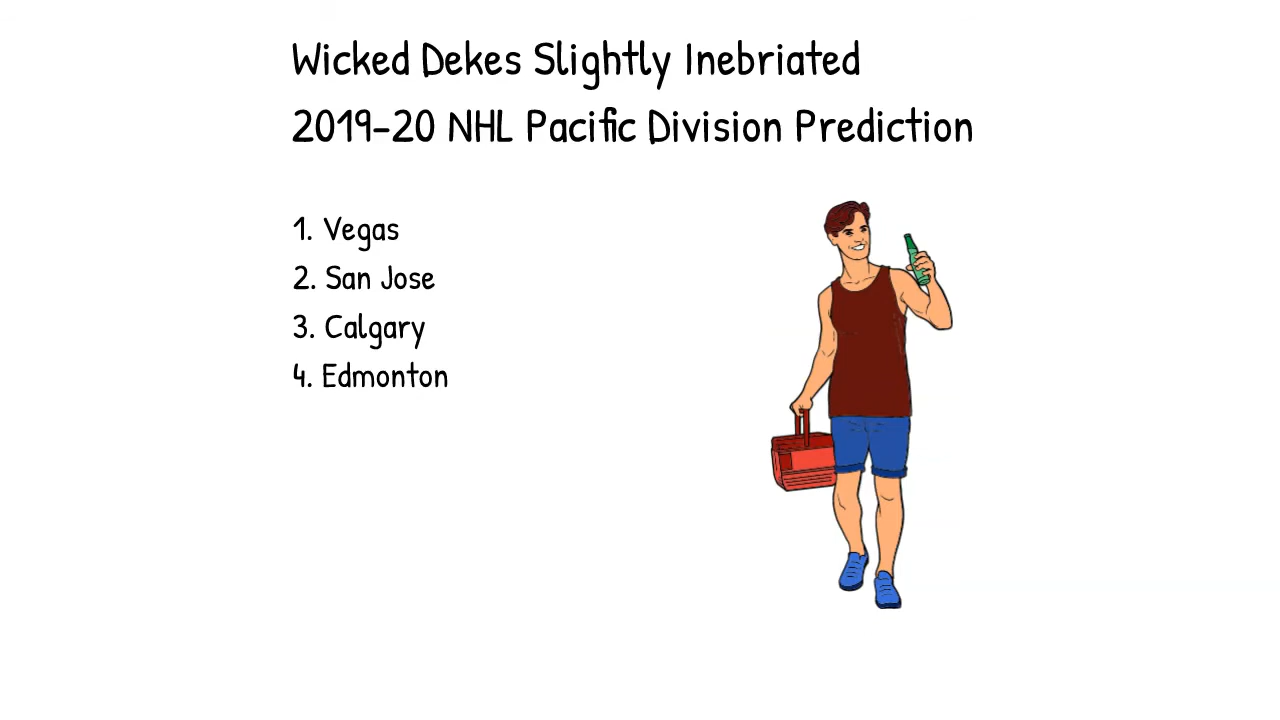 Wicked Dekes Slightly Inebriated
2019-20 NHL Pacific Division Prediction
1. Vegas
2. San Jose
3. Calgary
4. Edmonton